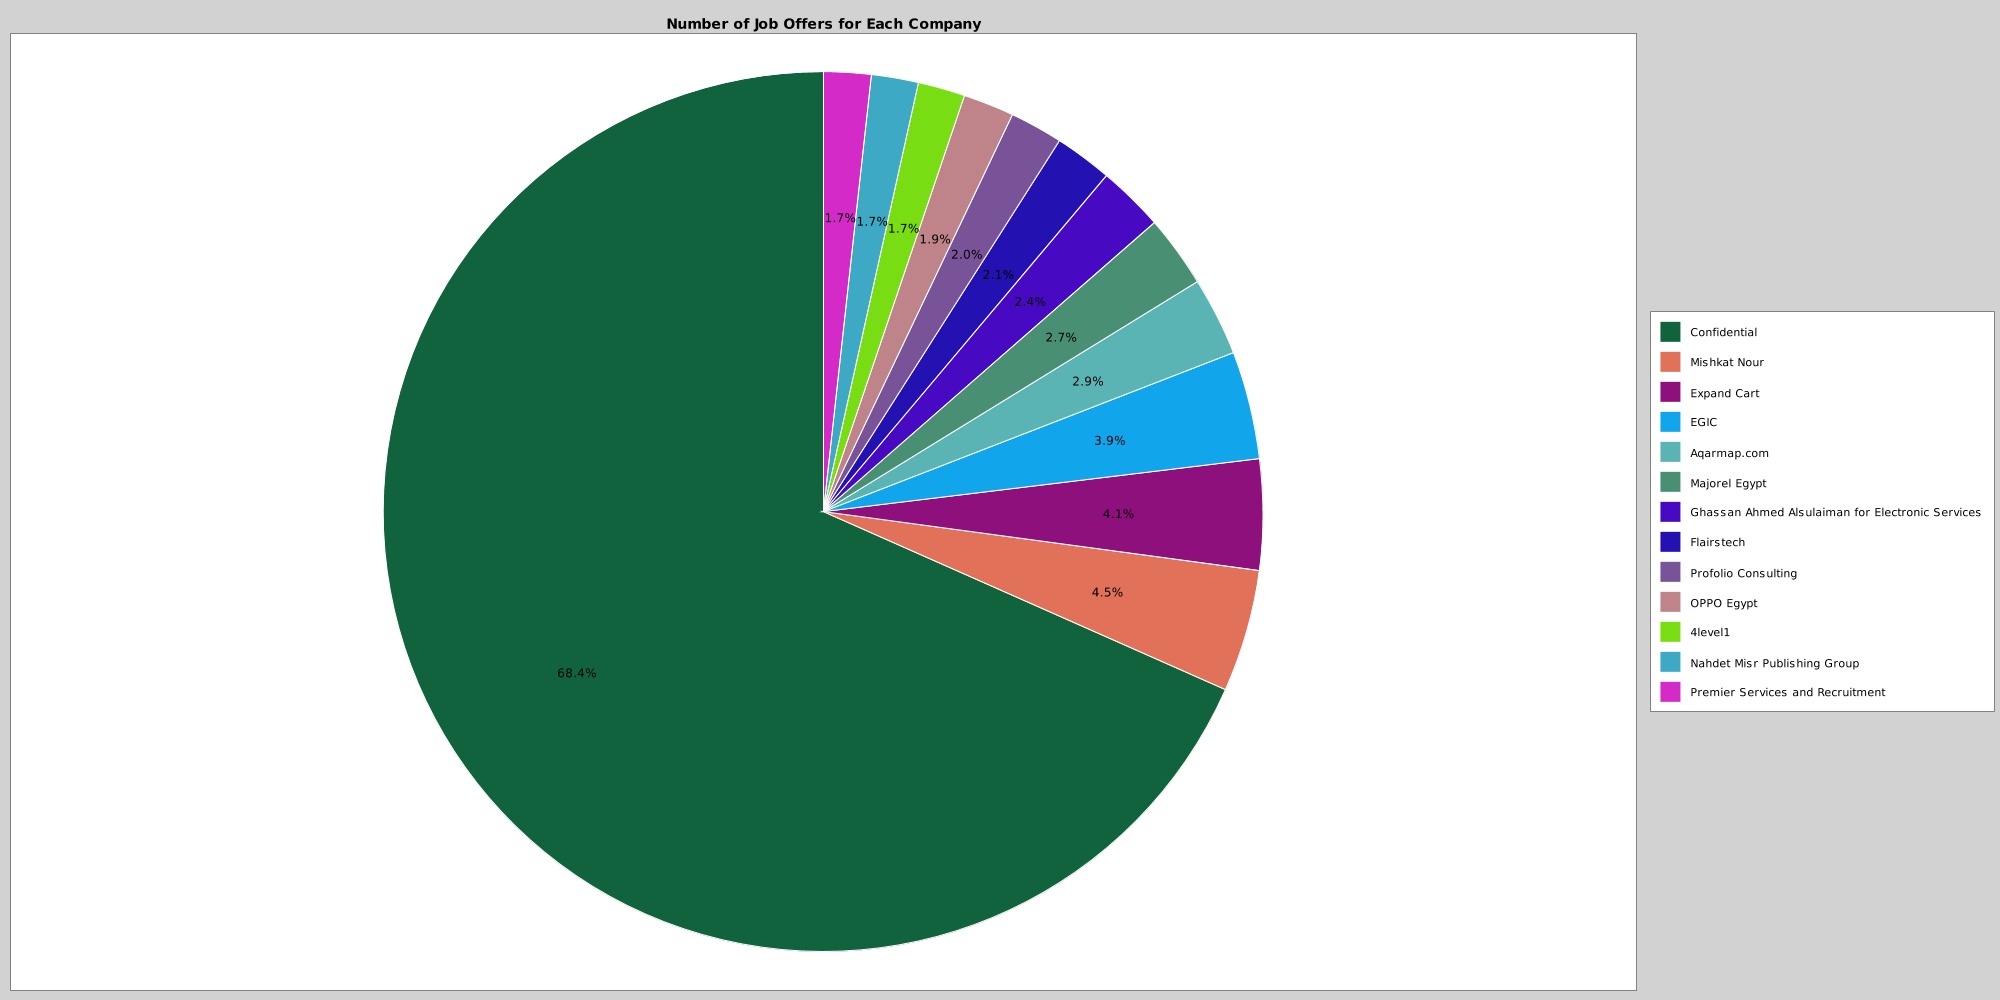 Number of Job Offers for Each Company
1.7%
1.7%
1.7%
1.9%
2.0%
2.1%
2.4%
2.7%
2.9%
3.9%
4.1%
4.5%
68.4%
Confidential
Mishkat Nour
Expand Cart
EGIC
Aqarmap.com
Majorel Egypt
Ghassan Ahmed Alsulaiman for Electronic Services
Flairstech
Profolio Consulting
OPPO Egypt
4level1
Nahdet Misr Publishing Group
Premier Services and Recruitment